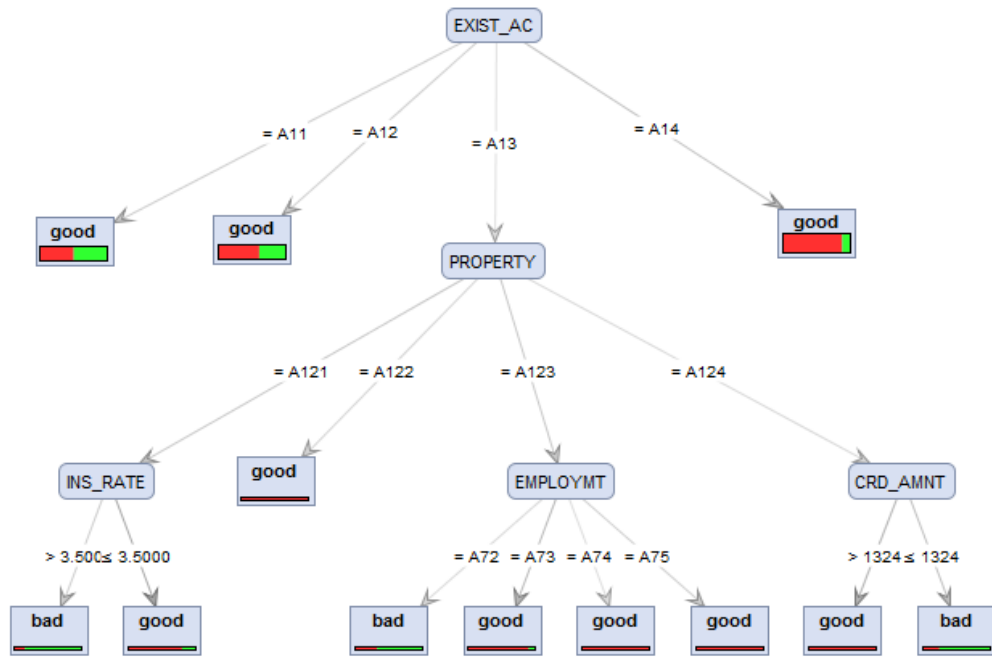 EXIST_AC
= A11
= A12
= A13
= A14
good
good
good
PROPERTY
= A121
= A122
= A123
= A124
INS_RATE
good
EMPLOYMT
CRD_AMNT
> 3.500
≤ 3.5000
= A72
= A73
= A74
= A75
> 1324
≤ 1324
bad
good
bad
good
good
good
good
bad